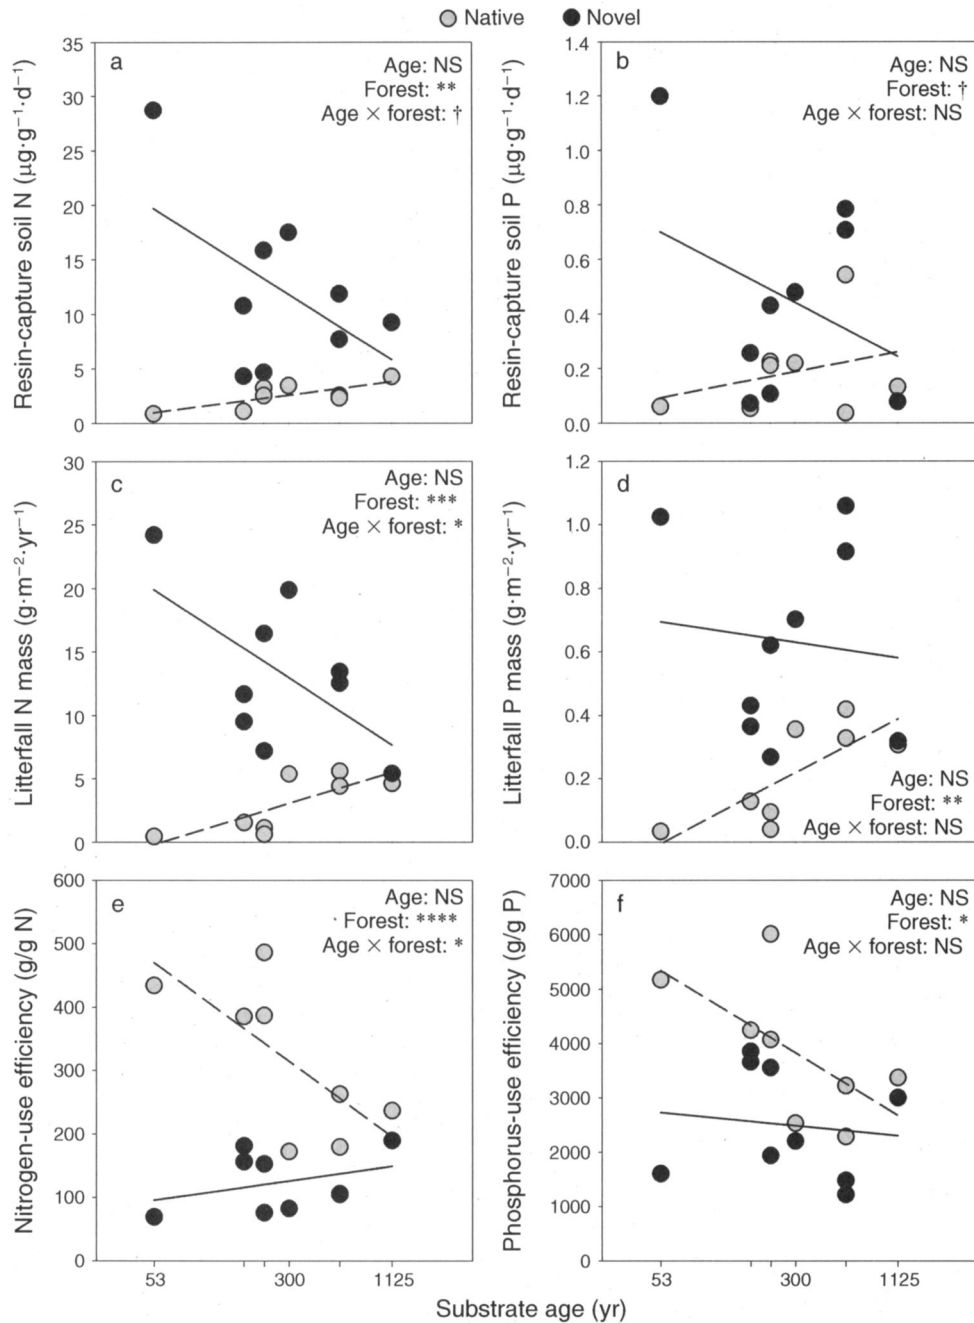 Native Novel
a
Age: NS
Forest: **
Age × forest: †
35
30
25
20
15
10
5
0
Resin-capture soil N (μg·g⁻¹·d⁻¹)
b
Age: NS
Forest: †
Age × forest: NS
1.4
1.2
1.0
0.8
0.6
0.4
0.2
0.0
Resin-capture soil P (μg·g⁻¹·d⁻¹)
c
Age: NS
Forest: ***
Age × forest: *
30
25
20
15
10
5
0
Litterfall N mass (g·m⁻²·yr⁻¹)
d
Age: NS
Forest: **
Age × forest: NS
1.2
1.0
0.8
0.6
0.4
0.2
0.0
Litterfall P mass (g·m⁻²·yr⁻¹)
e
Age: NS
Forest: ****
Age × forest: *
600
500
400
300
200
100
0
Nitrogen-use efficiency (g/g N)
53 300 1125
f
Age: NS
Forest: *
Age × forest: NS
7000
6000
5000
4000
3000
2000
1000
0
Phosphorus-use efficiency (g/g P)
53 300 1125
Substrate age (yr)